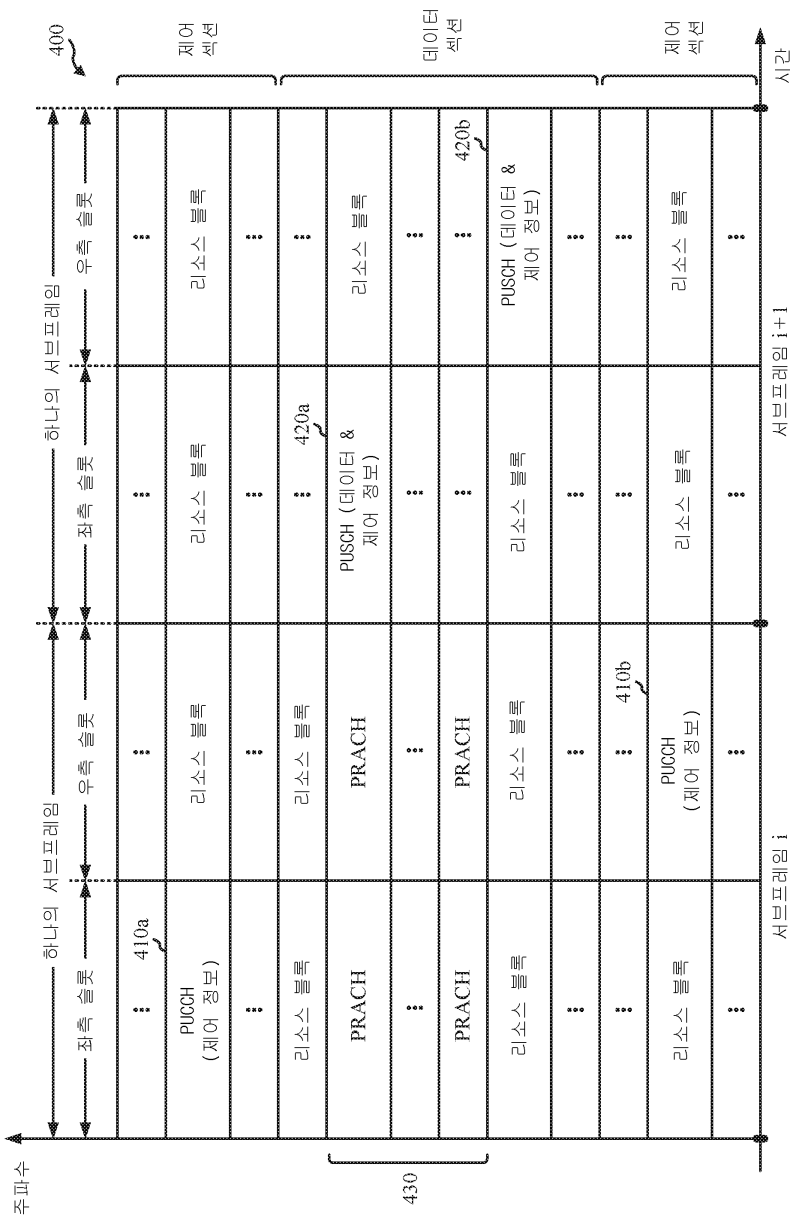 400
주파수
하나의 서브프레임
하나의 서브프레임
좌측 슬롯
우측 슬롯
좌측 슬롯
우측 슬롯
410a
PUCCH
(제어 정보)
리소스 블록
리소스 블록
리소스 블록
제어
섹션
리소스 블록
리소스 블록
420a
430
PRACH
PRACH
PUSCH (데이터 &
제어 정보)
리소스 블록
데이터
섹션
PRACH
PRACH
420b
리소스 블록
리소스 블록
리소스 블록
PUSCH (데이터 &
제어 정보)
410b
리소스 블록
PUCCH
(제어 정보)
리소스 블록
리소스 블록
제어
섹션
서브프레임 i
서브프레임 i+1
시간